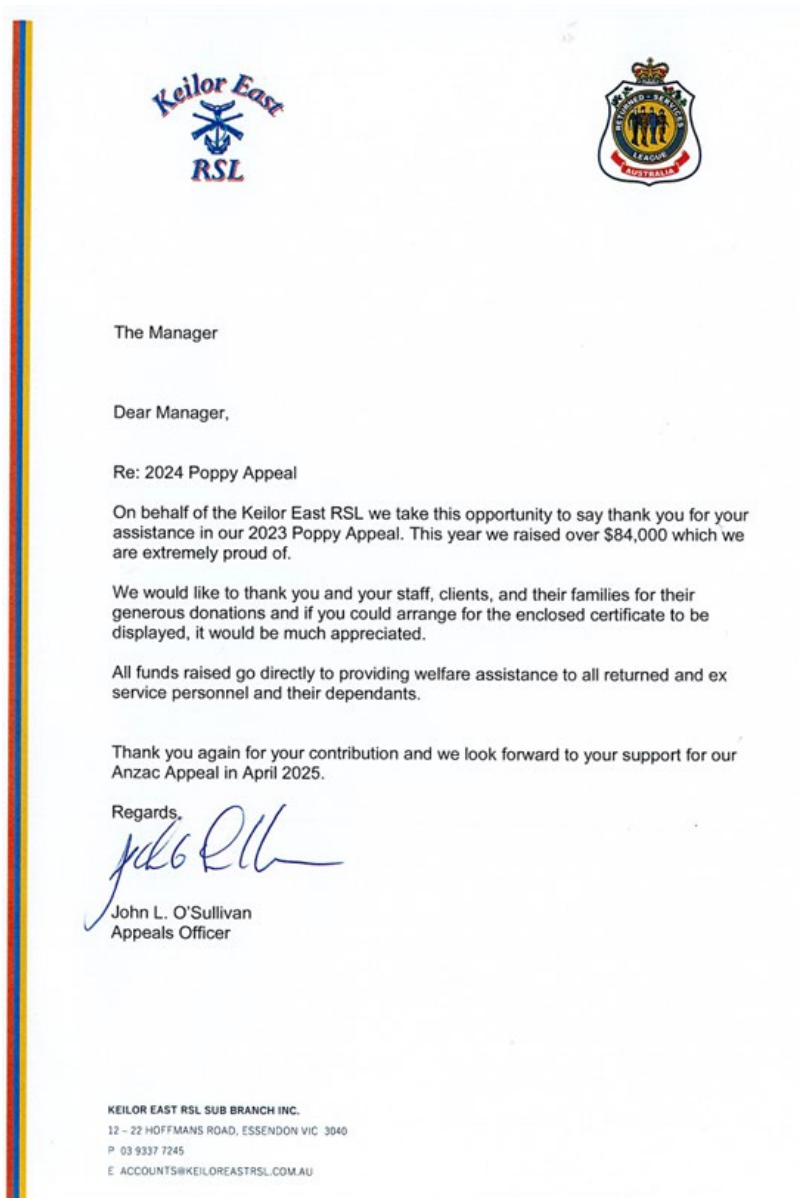 Keilor East
RSL
RETURNED - SERVICES
LEAGUE
AUSTRALIA
The Manager
Dear Manager,
Re: 2024 Poppy Appeal
On behalf of the Keilor East RSL we take this opportunity to say thank you for your
assistance in our 2023 Poppy Appeal. This year we raised over $84,000 which we
are extremely proud of.
We would like to thank you and your staff, clients, and their families for their
generous donations and if you could arrange for the enclosed certificate to be
displayed, it would be much appreciated.
All funds raised go directly to providing welfare assistance to all returned and ex
service personnel and their dependants.
Thank you again for your contribution and we look forward to your support for our
Anzac Appeal in April 2025.
Regards,
John L. O'Sullivan
Appeals Officer
KEILOR EAST RSL SUB BRANCH INC.
12 – 22 HOFFMANS ROAD, ESSENDON VIC 3040
P 03 9337 7245
E ACCOUNTS@KEILOREASTRSL.COM.AU